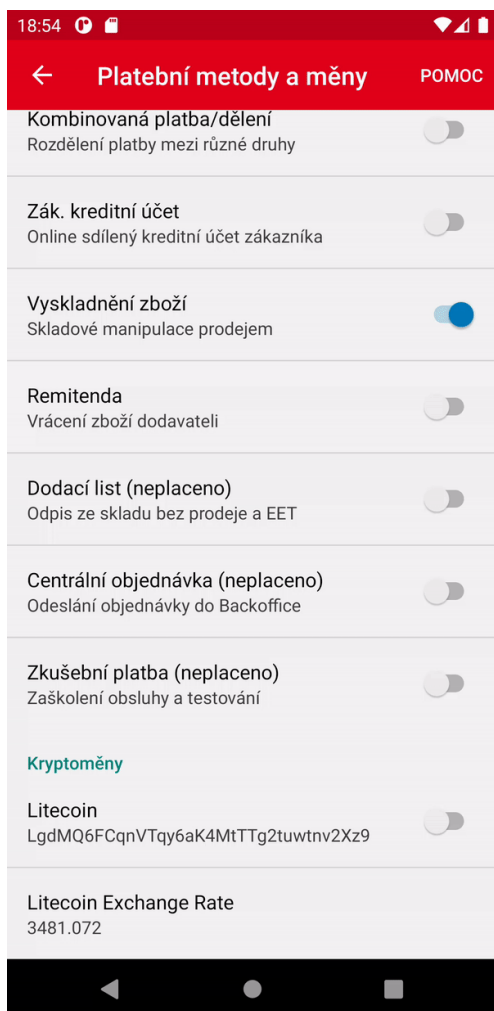 18:54
Platební metody a měny
POMOC
Kombinovaná platba/dělení
Rozdělení platby mezi různé druhy
Zák. kreditní účet
Online sdílený kreditní účet zákazníka
Vyskladnění zboží
Skladové manipulace prodejem
Remitenda
Vrácení zboží dodavateli
Dodací list (neplaceno)
Odpis ze skladu bez prodeje a EET
Centrální objednávka (neplaceno)
Odeslání objednávky do Backoffice
Zkušební platba (neplaceno)
Zaškolení obsluhy a testování
Kryptoměny
Litecoin
LgdMQ6FCqnVTqy6aK4MtTTg2tuwtnv2Xz9
Litecoin Exchange Rate
3481.072